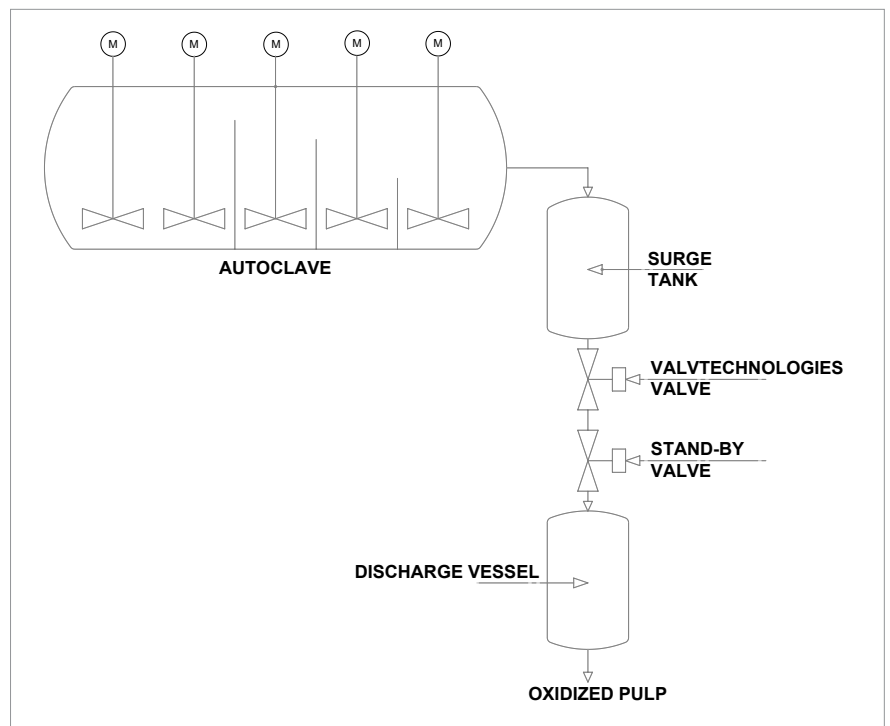 M M M M M
AUTOCLAVE
SURGE
TANK
VALVTECHNOLOGIES
VALVE
STAND-BY
VALVE
DISCHARGE VESSEL
OXIDIZED PULP